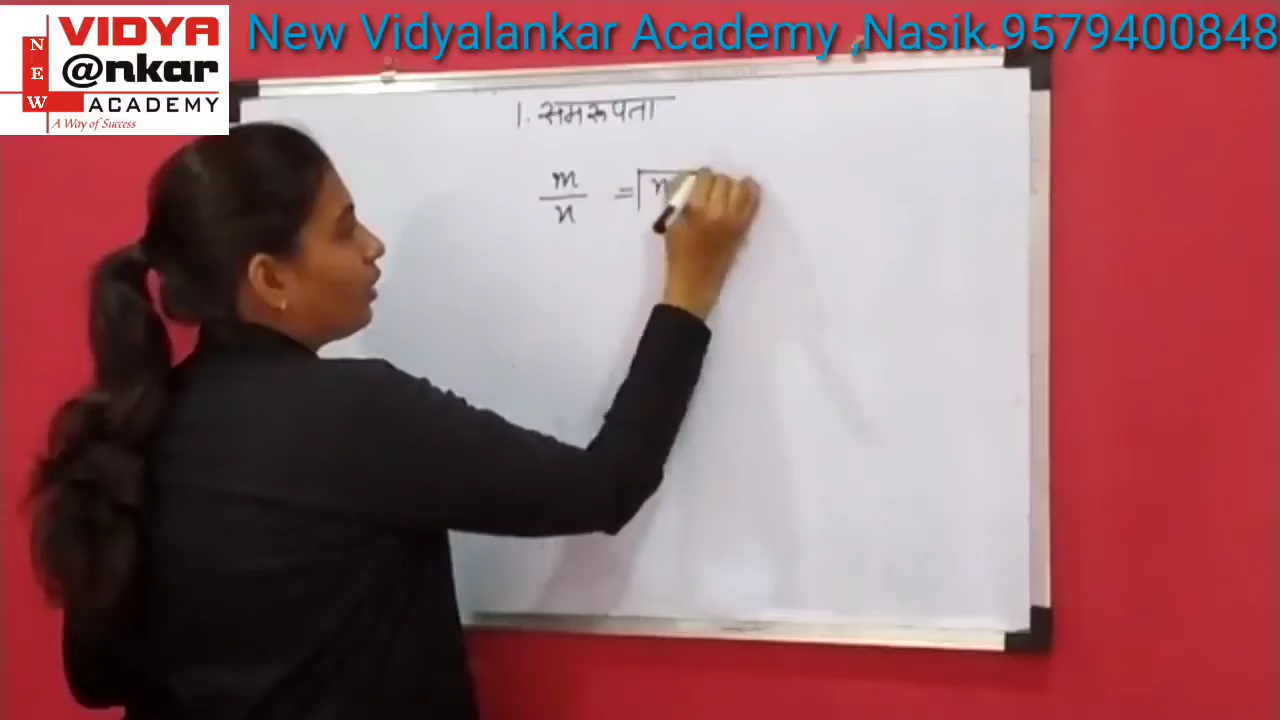 NEW
VIDYA
@nkar
ACADEMY
A Way of Success
New Vidyalankar Academy ,Nasik.9579400848
1. समरूपता
m
n
=